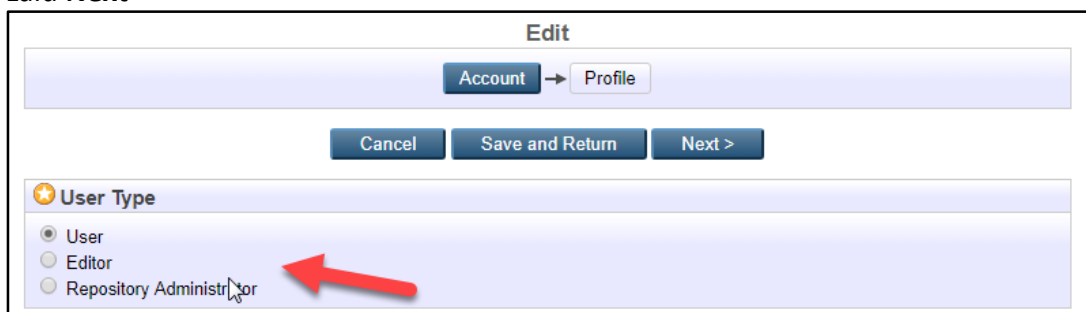 Edit
Account → Profile
Cancel Save and Return Next >
User Type
User
Editor
Repository Administrator